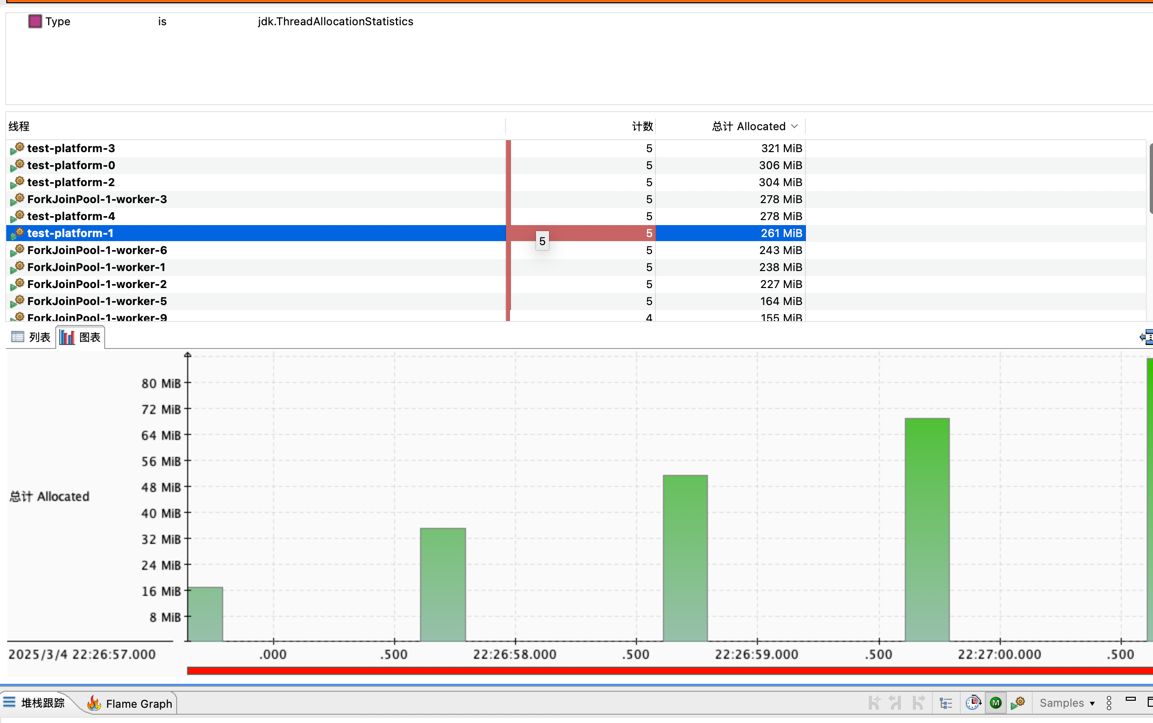 Type is jdk.ThreadAllocationStatistics
线程 计数 总计 Allocated
test-platform-3 5 321 MiB
test-platform-0 5 306 MiB
test-platform-2 5 304 MiB
ForkJoinPool-1-worker-3 5 278 MiB
test-platform-4 5 278 MiB
test-platform-1 5 261 MiB
5
ForkJoinPool-1-worker-6 5 243 MiB
ForkJoinPool-1-worker-1 5 238 MiB
ForkJoinPool-1-worker-2 5 227 MiB
ForkJoinPool-1-worker-5 5 164 MiB
ForkJoinPool-1-worker-9 4 155 MiB
列表 图表
80 MiB
72 MiB
64 MiB
56 MiB
48 MiB
总计 Allocated
40 MiB
32 MiB
24 MiB
16 MiB
8 MiB
2025/3/4 22:26:57.000 .000 .500 22:26:58.000 .500 22:26:59.000 .500 22:27:00.000 .500
堆栈跟踪 Flame Graph M Samples